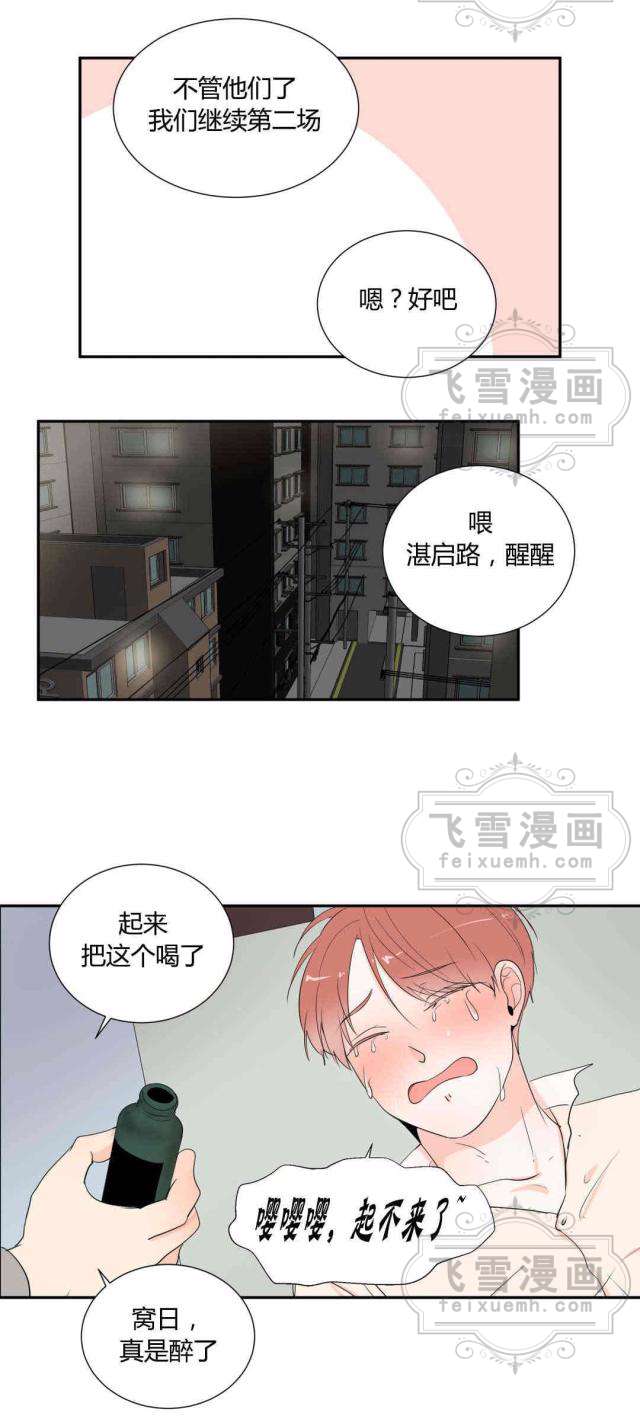 不管他们了
我们继续第二场
嗯？好吧
飞雪漫画
feixuemh.com
喂
湛启路，醒醒
飞雪漫画
feixuemh.com
起来
把这个喝了
嘤嘤嘤，起不来了~
飞雪漫画
feixuemh.com
窝日，
真是醉了